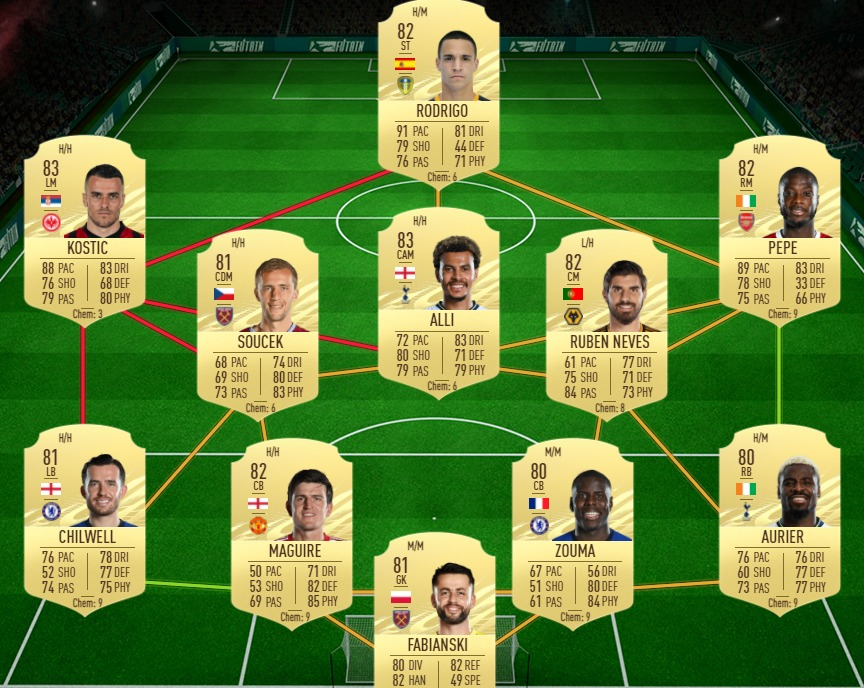 FUTBIN FUTBIN FUTBIN FUTBIN
H/M
82
ST
RODRIGO
91 PAC 81 DRI
79 SHO 44 DEF
76 PAS 71 PHY
Chem: 6
H/H
83
LM
KOSTIC
88 PAC 83 DRI
76 SHO 68 DEF
79 PAS 80 PHY
Chem: 3
H/H
81
CDM
SOUCEK
68 PAC 74 DRI
69 SHO 80 DEF
73 PAS 83 PHY
Chem: 6
H/H
83
CAM
ALLI
72 PAC 83 DRI
80 SHO 71 DEF
79 PAS 79 PHY
Chem: 6
L/H
82
CM
RUBEN NEVES
61 PAC 77 DRI
75 SHO 71 DEF
84 PAS 73 PHY
Chem: 8
H/M
82
RM
PEPE
89 PAC 83 DRI
78 SHO 33 DEF
75 PAS 66 PHY
Chem: 9
H/H
81
LB
CHILWELL
76 PAC 78 DRI
52 SHO 77 DEF
74 PAS 75 PHY
Chem: 9
H/H
82
CB
MAGUIRE
50 PAC 71 DRI
53 SHO 82 DEF
69 PAS 85 PHY
Chem: 9
M/M
81
GK
FABIANSKI
80 DIV 82 REF
82 HAN 49 SPE
M/M
80
CB
ZOUMA
67 PAC 56 DRI
51 SHO 80 DEF
61 PAS 84 PHY
Chem: 9
H/M
80
RB
AURIER
76 PAC 76 DRI
60 SHO 77 DEF
73 PAS 77 PHY
Chem: 9